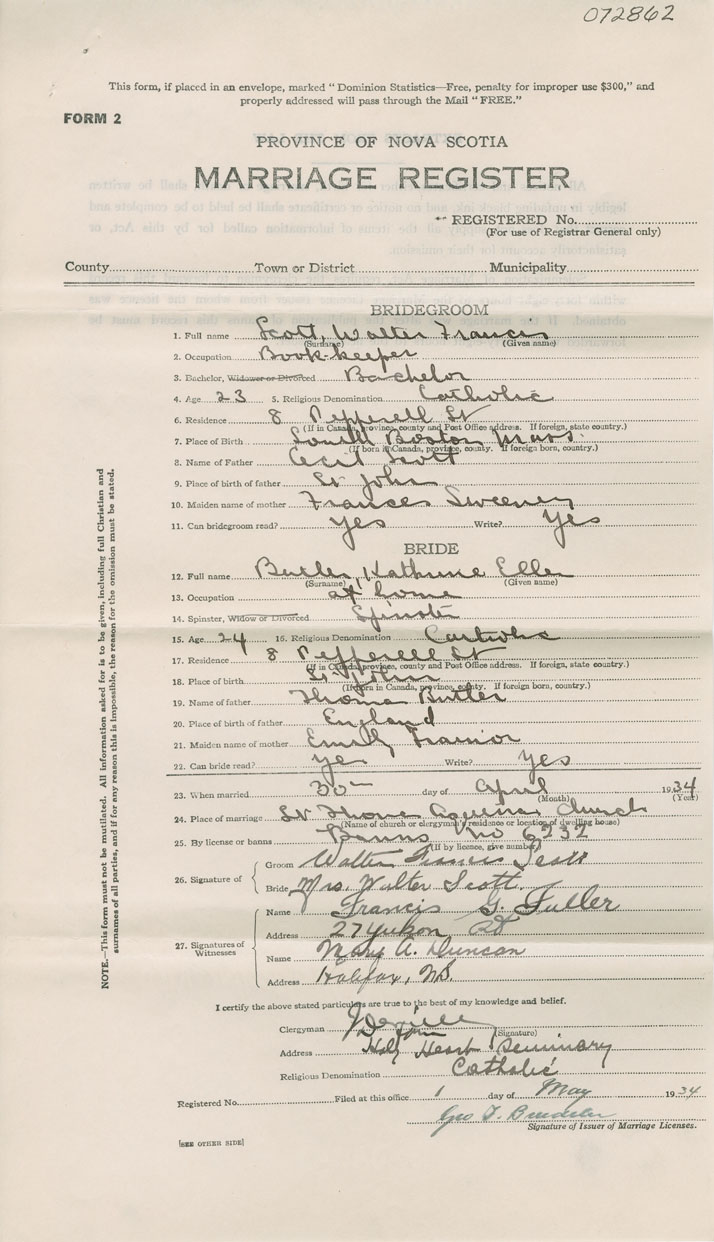 072862
This form, if placed in an envelope, marked "Dominion Statistics—Free, penalty for improper use $300," and
properly addressed will pass through the Mail "FREE."
FORM 2
PROVINCE OF NOVA SCOTIA
MARRIAGE REGISTER
REGISTERED No.
(For use of Registrar General only)
County Town or District Municipality
BRIDEGROOM
1. Full name Scott, Walter Francis
(Surname) (Given name)
2. Occupation Book-keeper
3. Bachelor, Widower or Divorced Bachelor
4. Age 23 5. Religious Denomination Catholic
6. Residence 8 Pepperell St
(If in Canada, province, county and Post Office address. If foreign, state country.)
7. Place of Birth South Boston Mass.
(If born in Canada, province, county. If foreign born, country.)
8. Name of Father Cecil Scott
9. Place of birth of father St John
10. Maiden name of mother Frances Sweeney
11. Can bridegroom read? Yes Write? Yes
BRIDE
12. Full name Butler, Kathrine Ellen
(Surname) (Given name)
13. Occupation at home
14. Spinster, Widow or Divorced Spinster
15. Age 24 16. Religious Denomination Catholic
17. Residence 8 Pepperell St
(If in Canada, province, county and Post Office address. If foreign, state country.)
18. Place of birth St. John
(If born in Canada, province, county. If foreign born, country.)
19. Name of father Thomas Butler
20. Place of birth of father England
21. Maiden name of mother Emily
22. Can bride read? yes Write? yes
23. When married 30 day of April 1934
(Month) (Year)
24. Place of marriage St Thomas Aquinas Church
(Name of church or clergyman's residence or location of dwelling house)
25. By license or banns Banns No 6232
(If by licence, give number)
26. Signature of
Groom Walter Francis Scott
Bride Mrs. Walter Scott.
27. Signatures of Witnesses
Name Francis G. Fuller
Address 27 Yukon St
Name Mary A. Duncan
Address Halifax, N.S.
I certify the above stated particulars are true to the best of my knowledge and belief.
Clergyman
(Signature)
Address Holy Heart Seminary
Religious Denomination Catholic
Registered No. Filed at this office 1 day of May 1934
Geo
Signature of Issuer of Marriage Licenses.
[SEE OTHER SIDE]
NOTE.—This form must not be mutilated. All information asked for is to be given, including full Christian and
surnames of all parties, and if for any reason this is impossible, the reason for the omission must be stated.